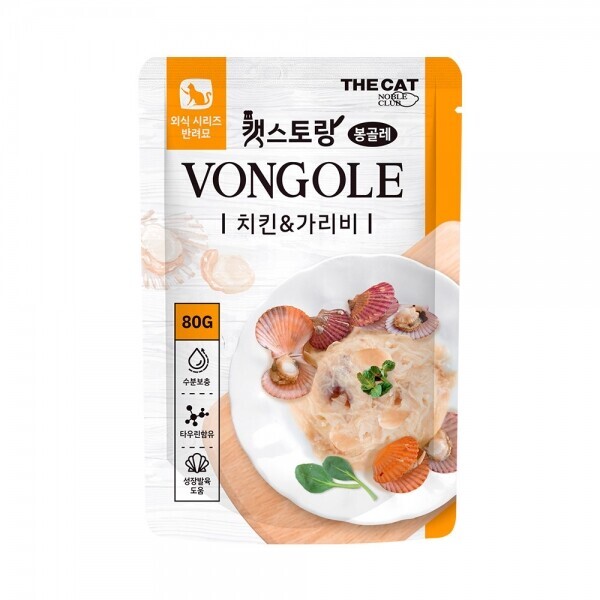 외식 시리즈
반려묘
THE CAT
NOBLE
CLUB
캣스토랑 봉골레
VONGOLE
치킨&가리비
80G
수분보충
타우린함유
성장발육
도움